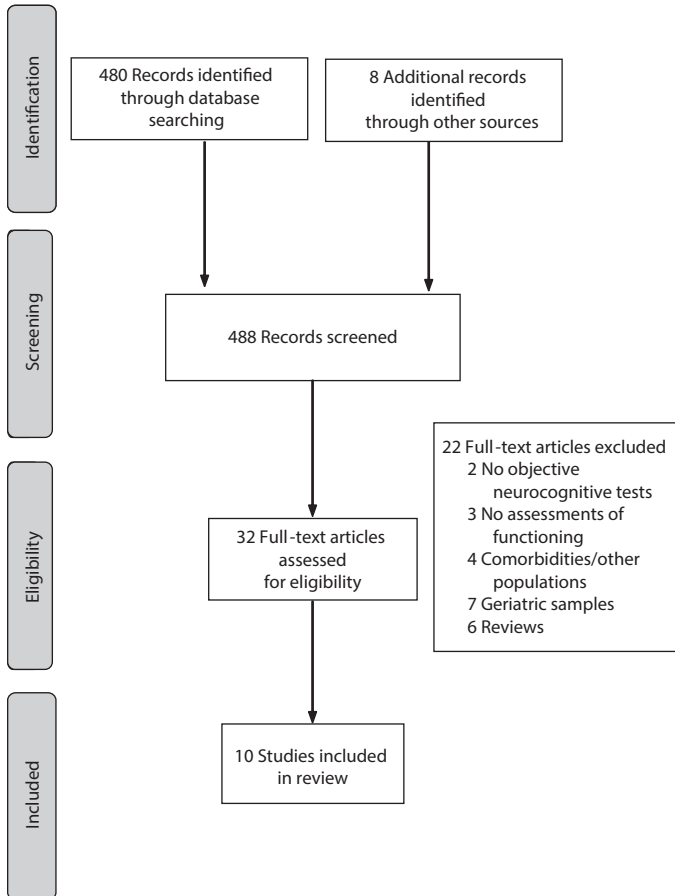 Identification
480 Records identified
through database
searching
8 Additional records
identified
through other sources
Screening
488 Records screened
Eligibility
32 Full-text articles
assessed
for eligibility
22 Full-text articles excluded
2 No objective
neurocognitive tests
3 No assessments of
functioning
4 Comorbidities/other
populations
7 Geriatric samples
6 Reviews
Included
10 Studies included
in review